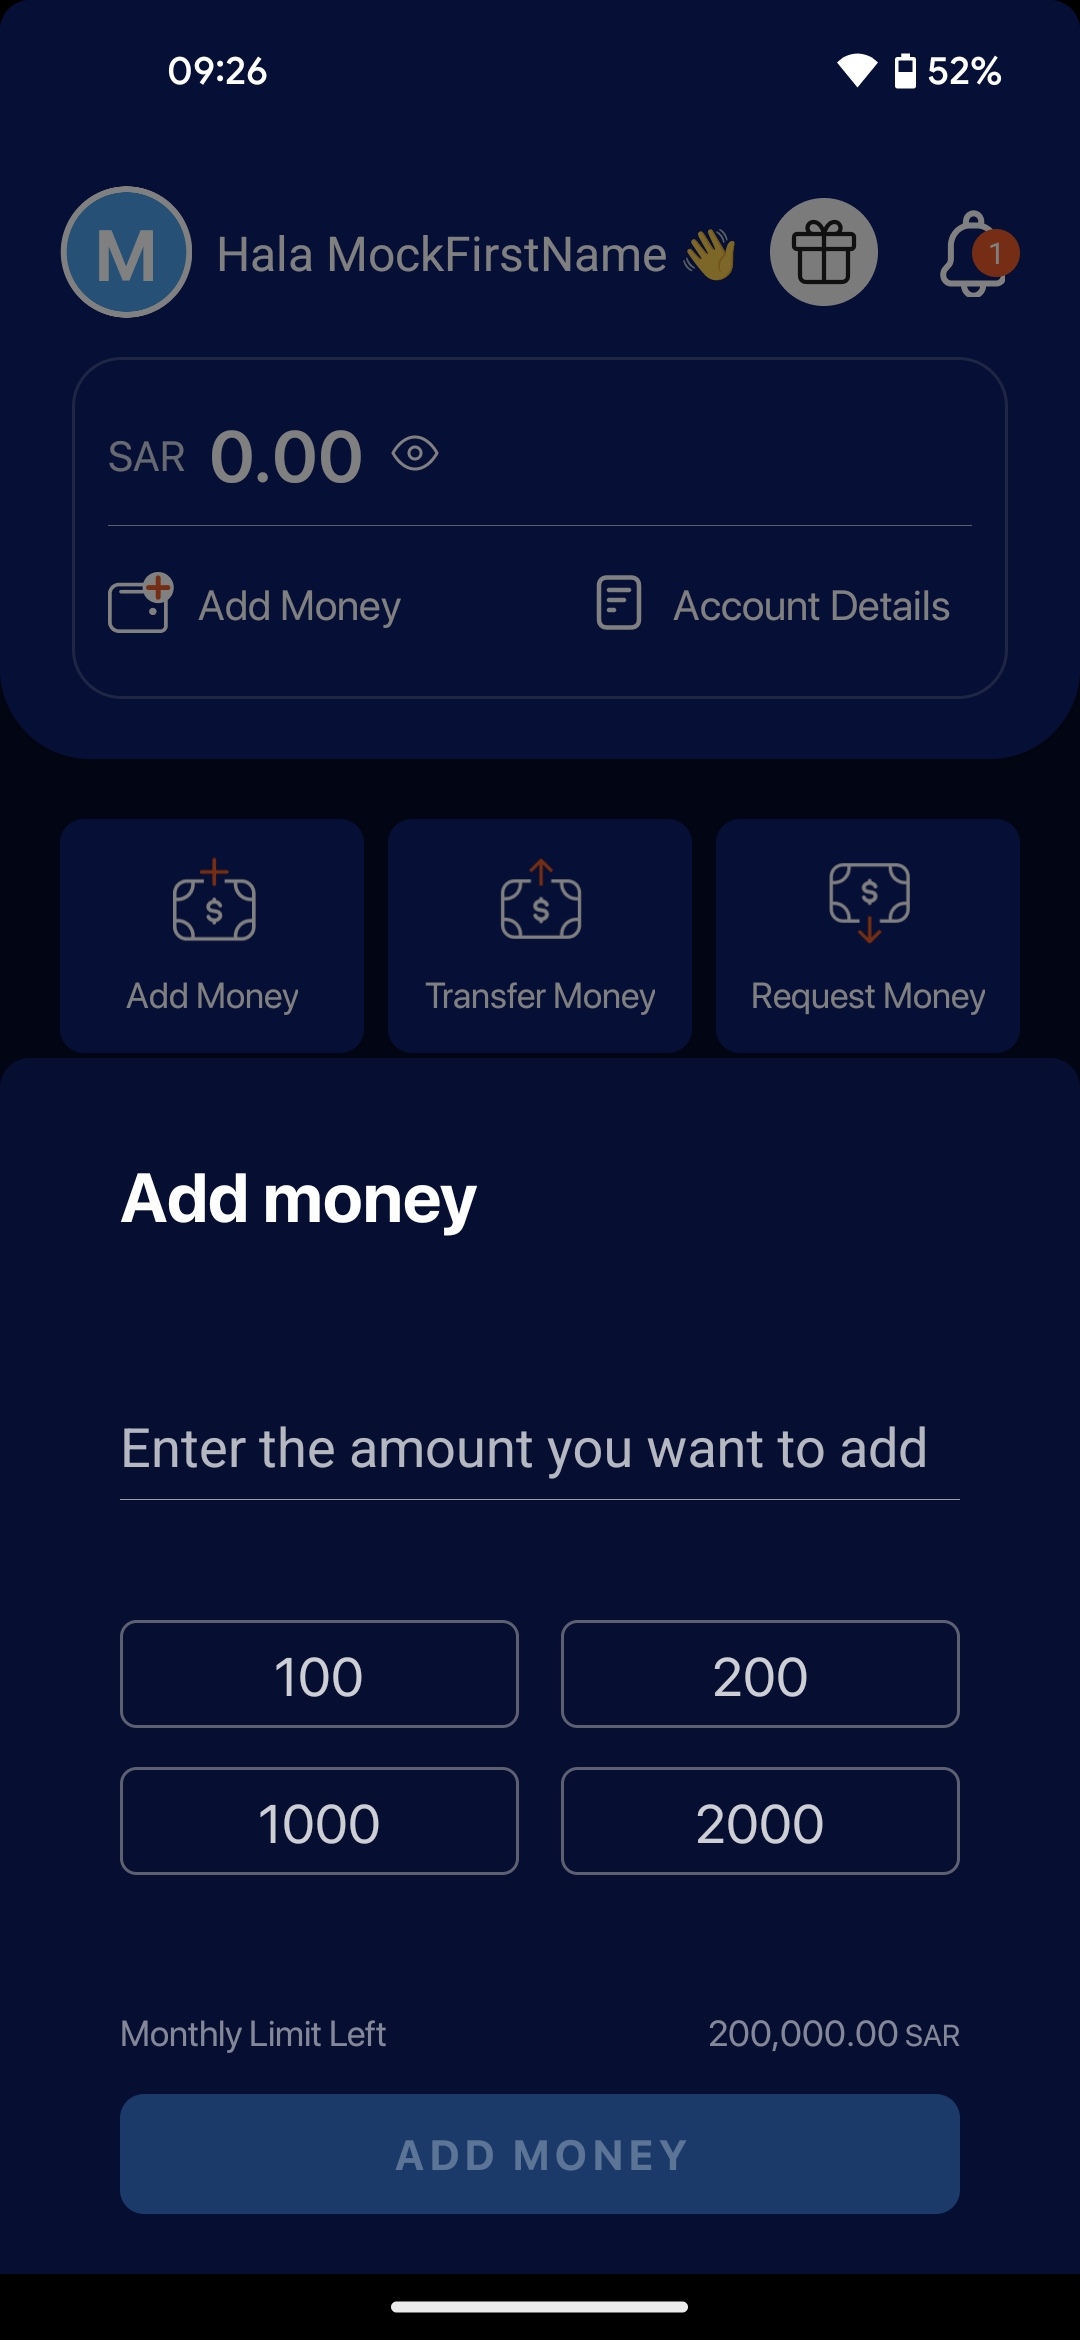 09:26 52%
M Hala MockFirstName 👋 1
SAR 0.00
Add Money Account Details
$ $ $
Add Money Transfer Money Request Money
Add money
Enter the amount you want to add
100 200
1000 2000
Monthly Limit Left 200,000.00 SAR
ADD MONEY